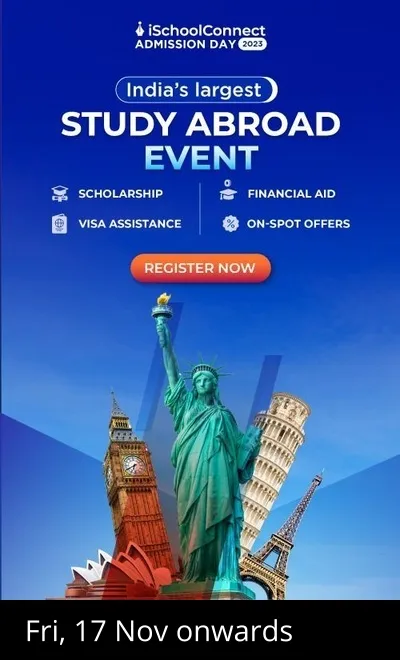 iSchoolConnect
ADMISSION DAY 2023
India's largest
STUDY ABROAD
EVENT
SCHOLARSHIP
FINANCIAL AID
VISA ASSISTANCE
ON-SPOT OFFERS
REGISTER NOW
Fri, 17 Nov onwards